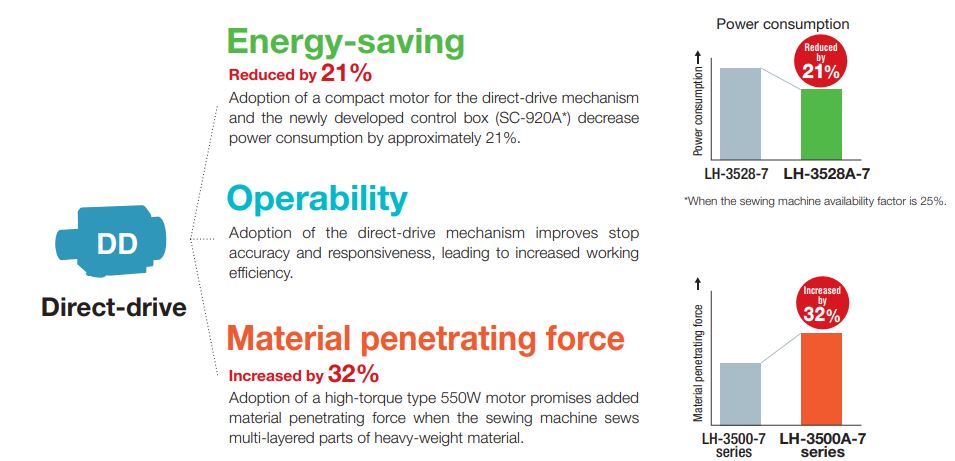 Energy-saving
Reduced by 21%
Adoption of a compact motor for the direct-drive mechanism
and the newly developed control box (SC-920A*) decrease
power consumption by approximately 21%.
Operability
Adoption of the direct-drive mechanism improves stop
accuracy and responsiveness, leading to increased working
efficiency.
DD
Direct-drive
Material penetrating force
Increased by 32%
Adoption of a high-torque type 550W motor promises added
material penetrating force when the sewing machine sews
multi-layered parts of heavy-weight material.
Power consumption
Power consumption
Reduced
by
21%
LH-3528-7
LH-3528A-7
*When the sewing machine availability factor is 25%.
Material penetrating force
Increased
by
32%
LH-3500-7
series
LH-3500A-7
series